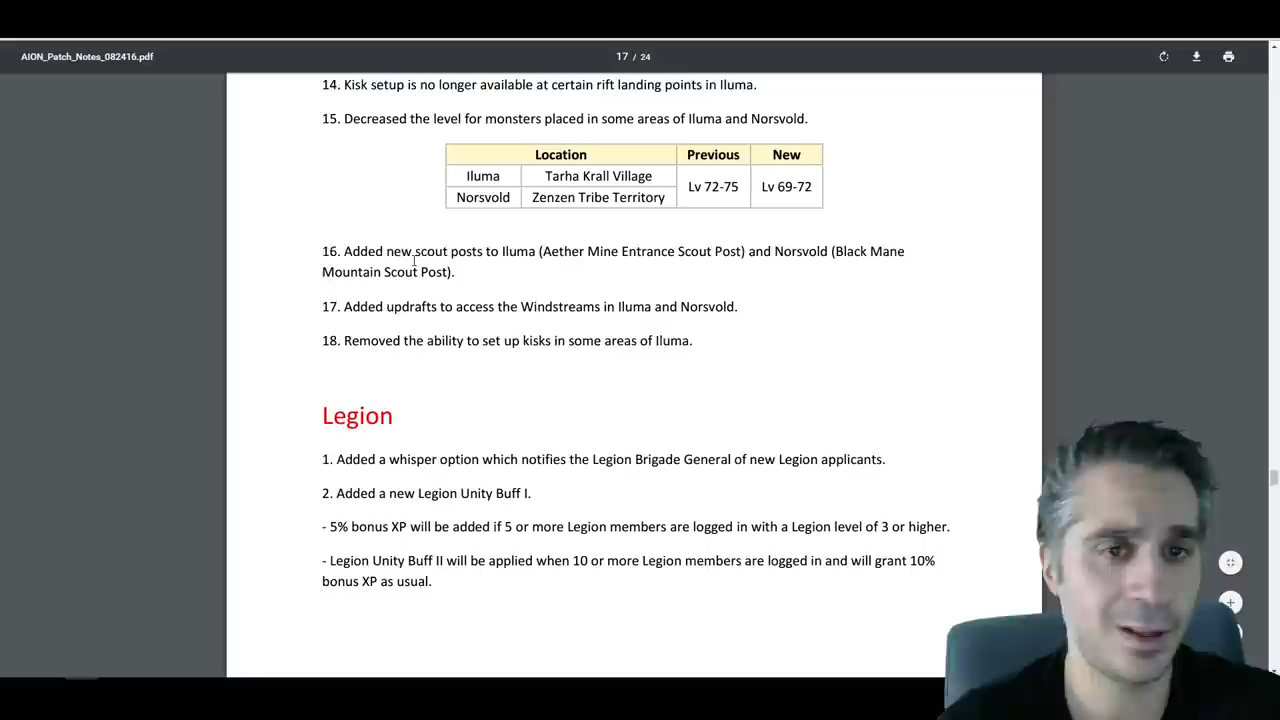 AION_Patch_Notes_082416.pdf
17 / 24
14. Kisk setup is no longer available at certain rift landing points in Iluma.
15. Decreased the level for monsters placed in some areas of Iluma and Norsvold.
Location Previous New
Iluma Tarha Krall Village Lv 72-75 Lv 69-72
Norsvold Zenzen Tribe Territory
16. Added new scout posts to Iluma (Aether Mine Entrance Scout Post) and Norsvold (Black Mane
Mountain Scout Post).
17. Added updrafts to access the Windstreams in Iluma and Norsvold.
18. Removed the ability to set up kisks in some areas of Iluma.
Legion
1. Added a whisper option which notifies the Legion Brigade General of new Legion applicants.
2. Added a new Legion Unity Buff I.
- 5% bonus XP will be added if 5 or more Legion members are logged in with a Legion level of 3 or higher.
- Legion Unity Buff II will be applied when 10 or more Legion members are logged in and will grant 10%
bonus XP as usual.